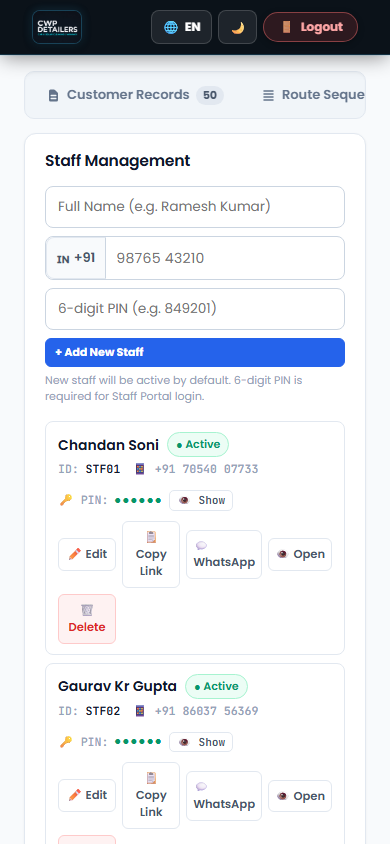 CWP
DETAILERS
EN
Logout
Customer Records 50
Route Seque
Staff Management
Full Name (e.g. Ramesh Kumar)
IN +91 98765 43210
6-digit PIN (e.g. 849201)
+ Add New Staff
New staff will be active by default. 6-digit PIN is
required for Staff Portal login.
Chandan Soni ● Active
ID: STF01 +91 70540 07733
PIN: ●●●●●● Show
Edit
Copy
Link
WhatsApp
Open
Delete
Gaurav Kr Gupta ● Active
ID: STF02 +91 86037 56369
PIN: ●●●●●● Show
Edit
Copy
Link
WhatsApp
Open